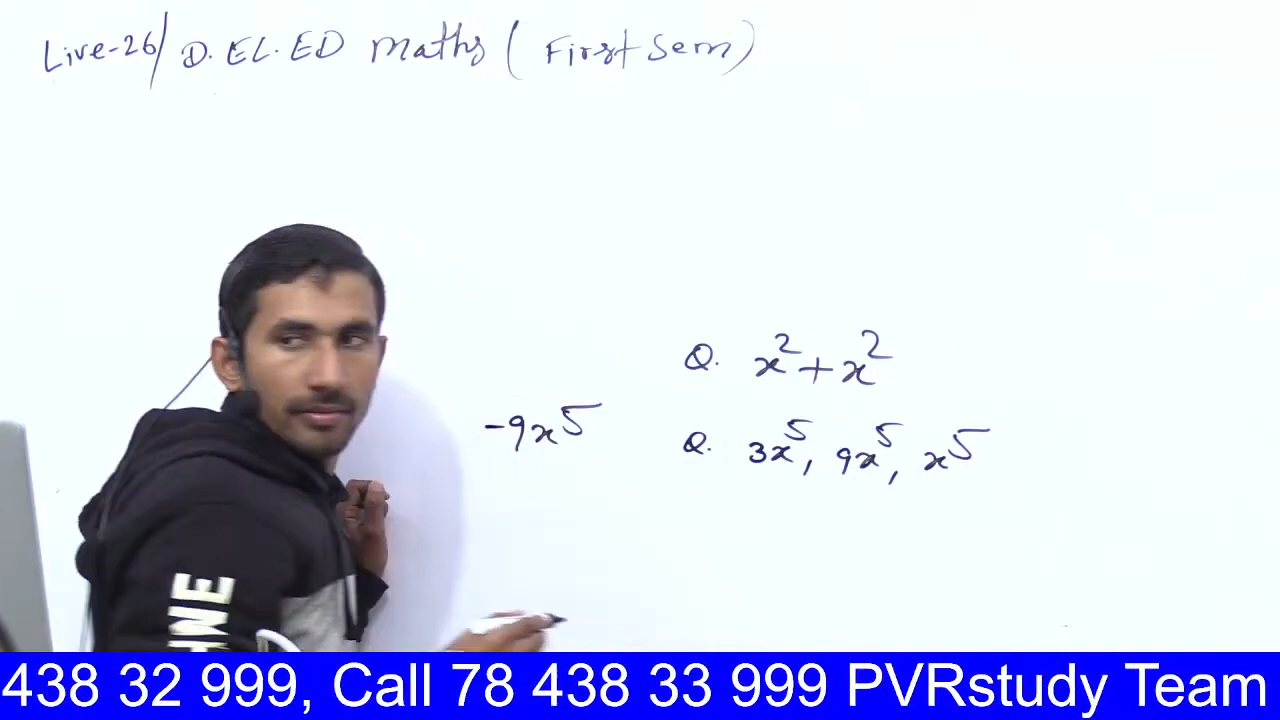 Live-26/ D. EL. ED Maths ( First Sem)
Q. x² + x²
-9x⁵
Q. 3x⁵, 9x⁵, x⁵
HNE
438 32 999, Call 78 438 33 999 PVRstudy Team